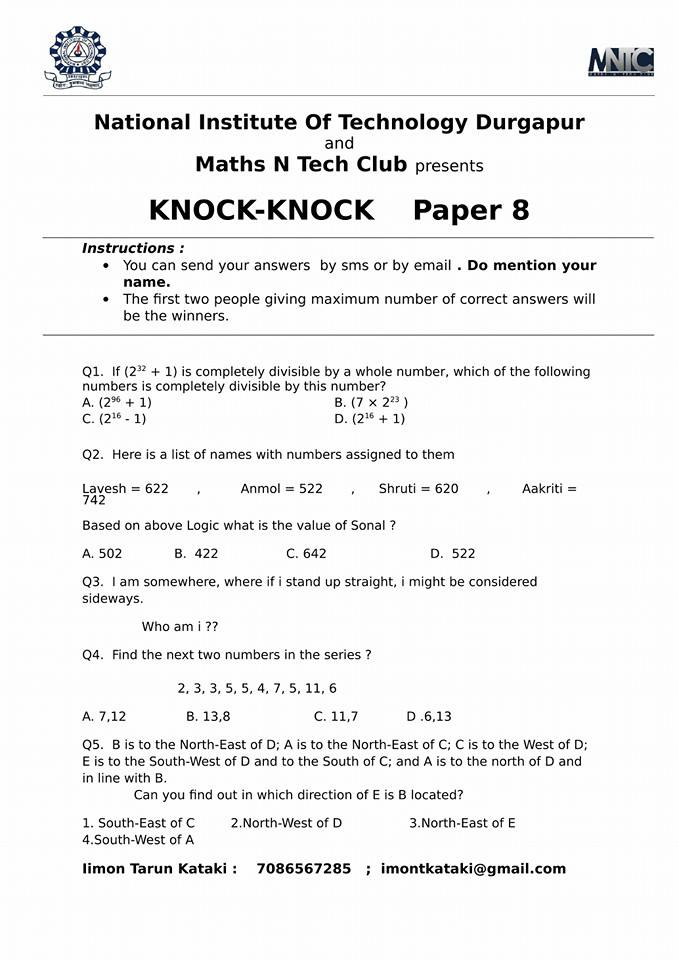 MNTC
National Institute Of Technology Durgapur
and
Maths N Tech Club presents
KNOCK-KNOCK Paper 8
Instructions :
• You can send your answers by sms or by email . Do mention your
name.
• The first two people giving maximum number of correct answers will
be the winners.
Q1. If (2³² + 1) is completely divisible by a whole number, which of the following
numbers is completely divisible by this number?
A. (2⁹⁶ + 1) B. (7 × 2²³ )
C. (2¹⁶ - 1) D. (2¹⁶ + 1)
Q2. Here is a list of names with numbers assigned to them
Lavesh = 622 , Anmol = 522 , Shruti = 620 , Aakriti =
742
Based on above Logic what is the value of Sonal ?
A. 502 B. 422 C. 642 D. 522
Q3. I am somewhere, where if i stand up straight, i might be considered
sideways.
Who am i ??
Q4. Find the next two numbers in the series ?
2, 3, 3, 5, 5, 4, 7, 5, 11, 6
A. 7,12 B. 13,8 C. 11,7 D .6,13
Q5. B is to the North-East of D; A is to the North-East of C; C is to the West of D;
E is to the South-West of D and to the South of C; and A is to the north of D and
in line with B.
Can you find out in which direction of E is B located?
1. South-East of C 2.North-West of D 3.North-East of E
4.South-West of A
Iimon Tarun Kataki : 7086567285 ; imontkataki@gmail.com